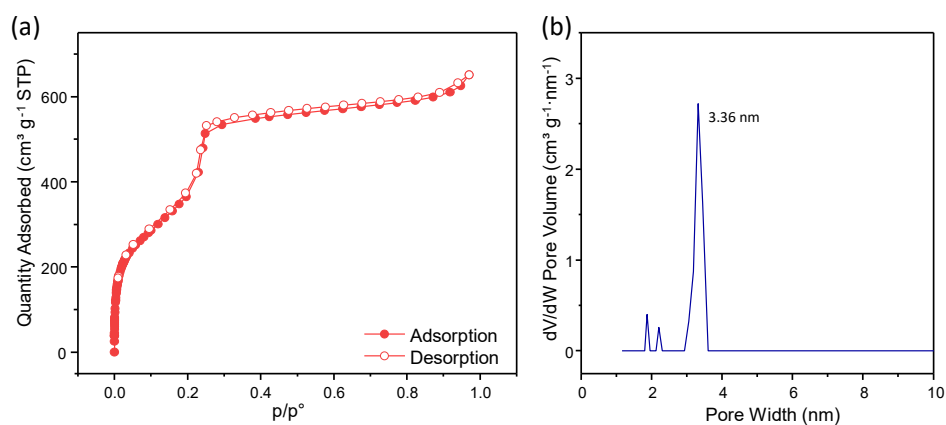 (a)
Quantity Adsorbed (cm³ g⁻¹ STP)
600
400
200
0
0.0 0.2 0.4 0.6 0.8 1.0
p/p°
Adsorption
Desorption
(b)
dV/dW Pore Volume (cm³ g⁻¹·nm⁻¹)
3
2
1
0
3.36 nm
0 2 4 6 8 10
Pore Width (nm)